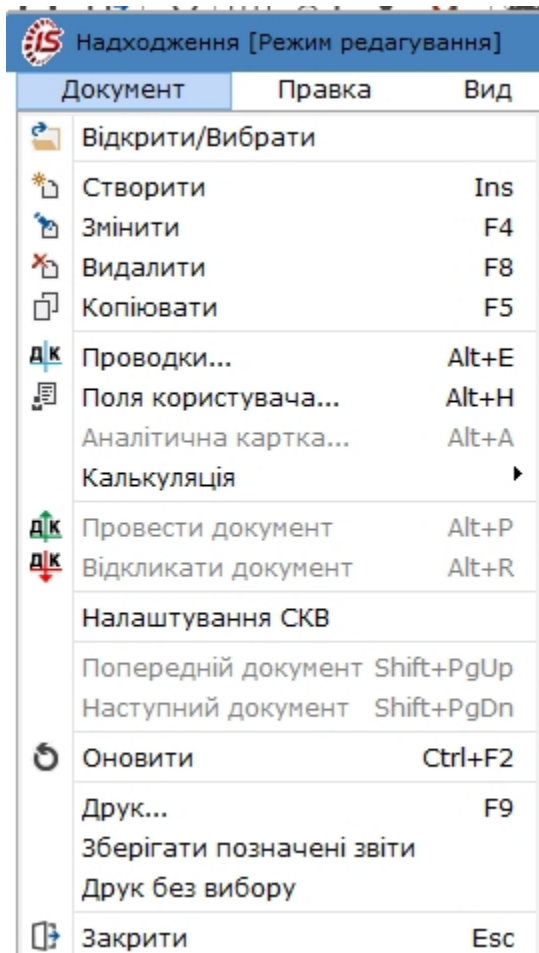 IS Надходження [Режим редагування]
Документ Правка Вид
Відкрити/Вибрати
Створити Ins
Змінити F4
Видалити F8
Копіювати F5
Д К Проводки... Alt+E
Поля користувача... Alt+H
Аналітична картка... Alt+A
Калькуляція
Д К Провести документ Alt+P
Д К Відкликати документ Alt+R
Налаштування СКВ
Попередній документ Shift+PgUp
Наступний документ Shift+PgDn
Оновити Ctrl+F2
Друк... F9
Зберігати позначені звіти
Друк без вибору
Закрити Esc